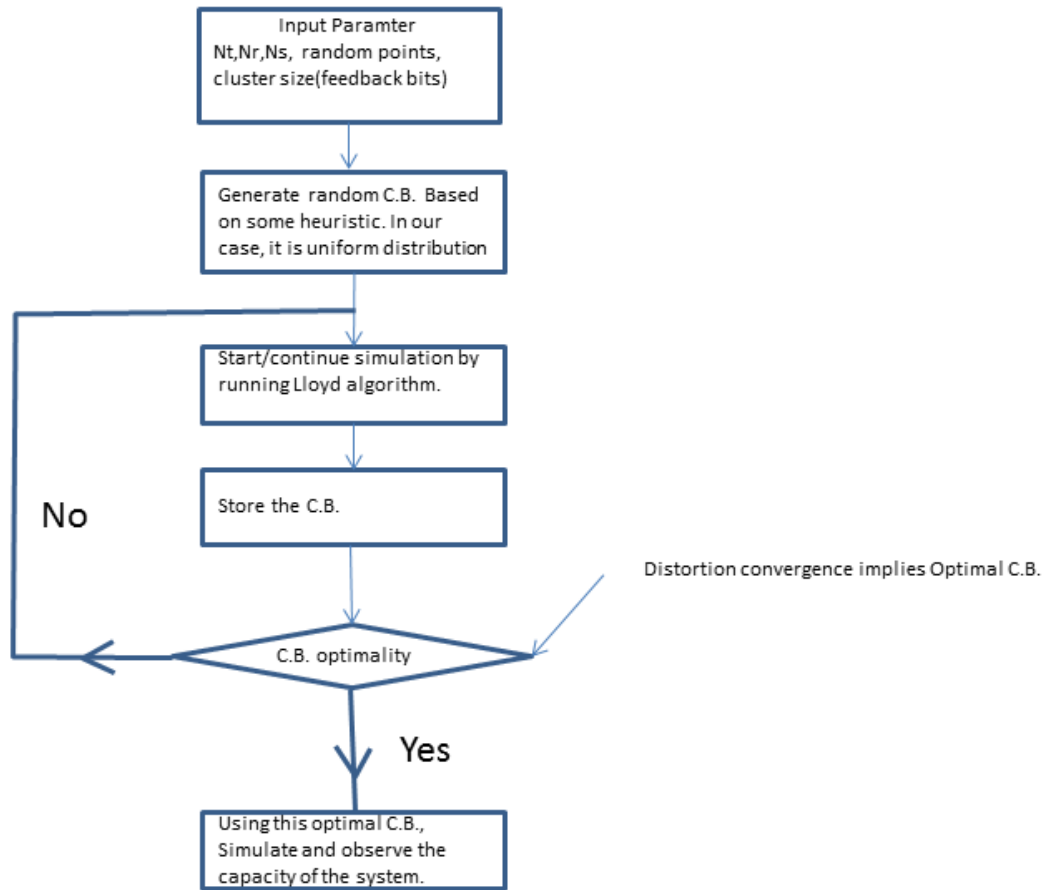 Input Paramter
Nt,Nr,Ns, random points,
cluster size(feedback bits)
Generate random C.B. Based
on some heuristic. In our
case, it is uniform distribution
Start/continue simulation by
running Lloyd algorithm.
Store the C.B.
No
Distortion convergence implies Optimal C.B.
C.B. optimality
Yes
Using this optimal C.B.,
Simulate and observe the
capacity of the system.